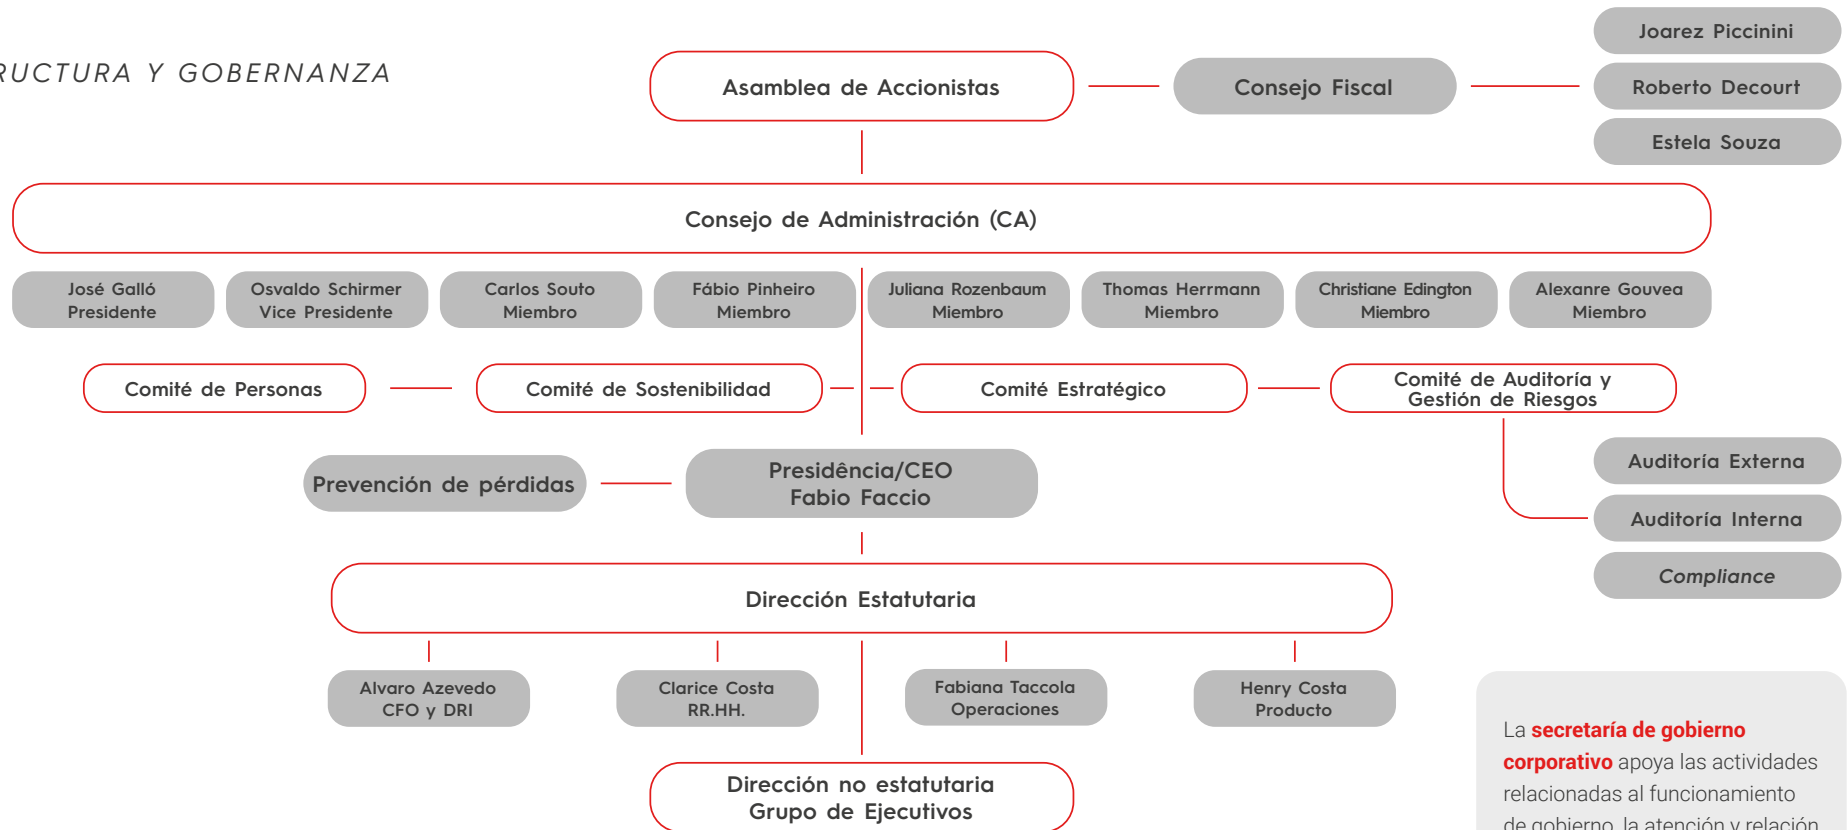 RUCTURA Y GOBERNANZA
Asamblea de Accionistas
Consejo Fiscal
Joarez Piccinini
Roberto Decourt
Estela Souza
Consejo de Administración (CA)
José Galló
Presidente
Osvaldo Schirmer
Vice Presidente
Carlos Souto
Miembro
Fábio Pinheiro
Miembro
Juliana Rozenbaum
Miembro
Thomas Herrmann
Miembro
Christiane Edington
Miembro
Alexanre Gouvea
Miembro
Comité de Personas
Comité de Sostenibilidad
Comité Estratégico
Comité de Auditoría y
Gestión de Riesgos
Prevención de pérdidas
Presidência/CEO
Fabio Faccio
Auditoría Externa
Auditoría Interna
Compliance
Dirección Estatutaria
Alvaro Azevedo
CFO y DRI
Clarice Costa
RR.HH.
Fabiana Taccola
Operaciones
Henry Costa
Producto
Dirección no estatutaria
Grupo de Ejecutivos
La secretaría de gobierno
corporativo apoya las actividades
relacionadas al funcionamiento
de gobierno, la atención y relación